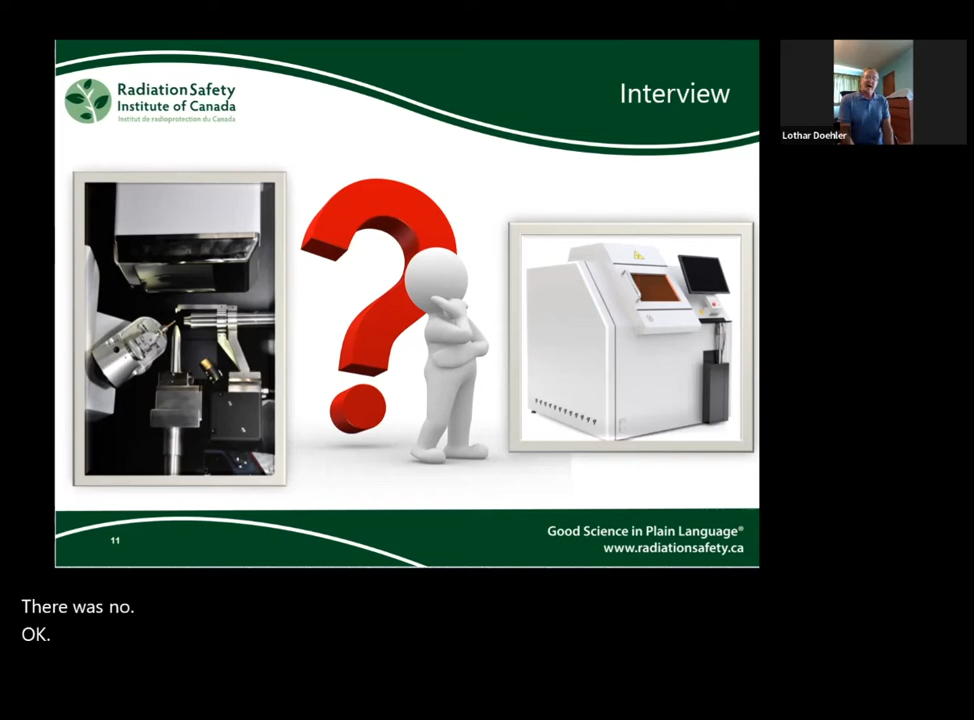 Radiation Safety
Institute of Canada
Institut de radioprotection du Canada
Interview
Lothar Doehler
11
Good Science in Plain Language®
www.radiationsafety.ca
There was no.
OK.